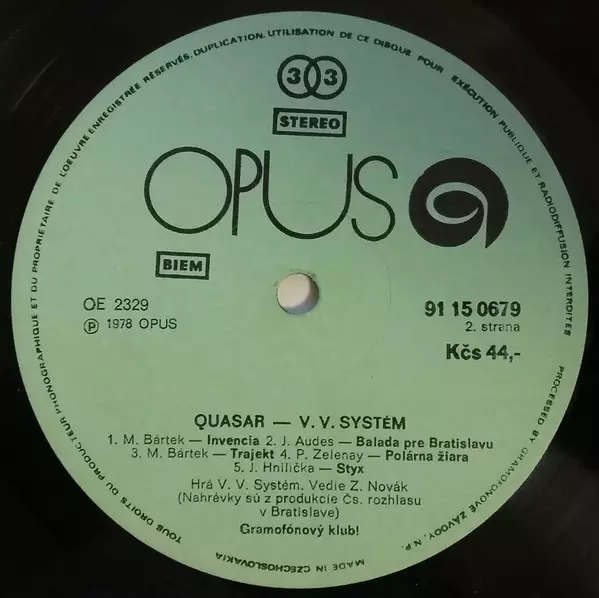 TOUS DROITS DU PRODUCTEUR PHONOGRAPHIQUE ET DU PROPRIETAIRE DE L'OEUVRE ENREGISTRÉE RÉSERVÉS. DUPLICATION, UTILISATION DE CE DISQUE POUR EXÉCUTION PUBLIQUE ET RADIODIFFUSION INTERDITES
33
STEREO
OPUS
BIEM
OE 2329
Ⓟ 1978 OPUS
91 15 0679
2. strana
Kčs 44,-
QUASAR — V. V. SYSTÉM
1. M. Bártek — Invencia 2. J. Audes — Balada pre Bratislavu
3. M. Bártek — Trajekt 4. P. Zelenay — Polárna žiara
5. J. Hnilička — Styx
Hrá V. V. Systém. Vedie Z. Novák
(Nahrávky sú z produkcie Čs. rozhlasu
v Bratislave)
Gramofónový klub!
MADE IN CZECHOSLOVAKIA
PROCESSED BY GRAMOFONOVÉ ZÁVODY, N.P.